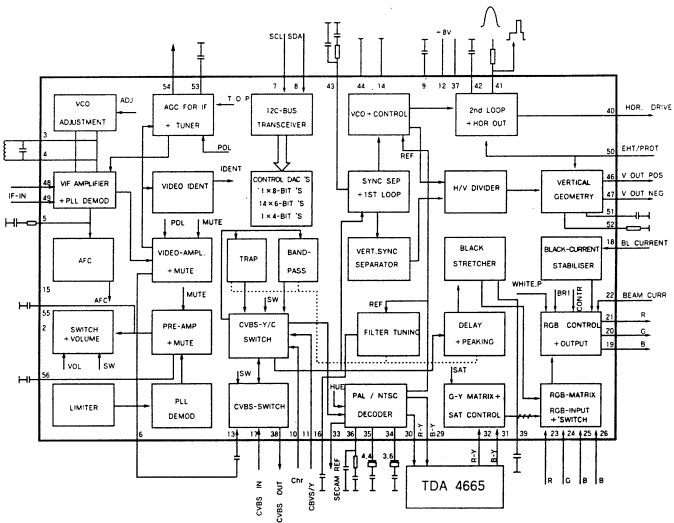 SCL SDA
- 8V
54 53 7 8 43 44 14 9 12 37 42 41
VCO
ADJUSTMENT
ADJ
AGC FOR IF
+ TUNER
T O P
POL
I2C-BUS
TRANSCEIVER
VCO + CONTROL
REF
2nd LOOP
+ HOR OUT
40
HOR. DRIVE
3
4
50
EHT/PROT
48
49
IF-IN
5
VIF AMPLIFIER
+ PLL DEMOD
VIDEO IDENT
IDENT
CONTROL DAC 'S
1 × 8-BIT 'S
14 × 6-BIT 'S
1 × 4-BIT 'S
SYNC SEP
+ 1ST LOOP
H/V DIVIDER
VERTICAL
GEOMETRY
46
V OUT POS
47
V OUT NEG
51
52
POL
MUTE
AFC
AFC
VIDEO-AMPL.
+ MUTE
TRAP
BAND-
PASS
VERT.SYNC
SEPARATOR
BLACK
STRETCHER
BLACK-CURRENT
STABILISER
18
BL CURRENT
15
MUTE
SW
REF
WHITE.P
BRI
CONTR
22
BEAM CURR
55
2
SWITCH
+ VOLUME
VOL
SW
PRE-AMP
+ MUTE
CVBS-Y/C
SWITCH
FILTER TUNING
DELAY
+ PEAKING
RGB CONTROL
+ OUTPUT
21
R
20
G
19
B
56
SW
HUE
SAT
LIMITER
PLL
DEMOD
CVBS-SWITCH
PAL / NTSC
DECODER
G-Y MATRIX +
SAT CONTROL
RGB-MATRIX
RGB-INPUT
+ SWITCH
R-Y
B-Y
6 13 17 38 10 11 16 33 36 35 34 30 29 32 31 39 23 24 25 26
CVBS IN
CVBS OUT
Chr
CBVS/Y
SECAM REF
4.4
3.6
R-Y
B-Y
R
G
B
B
TDA 4665